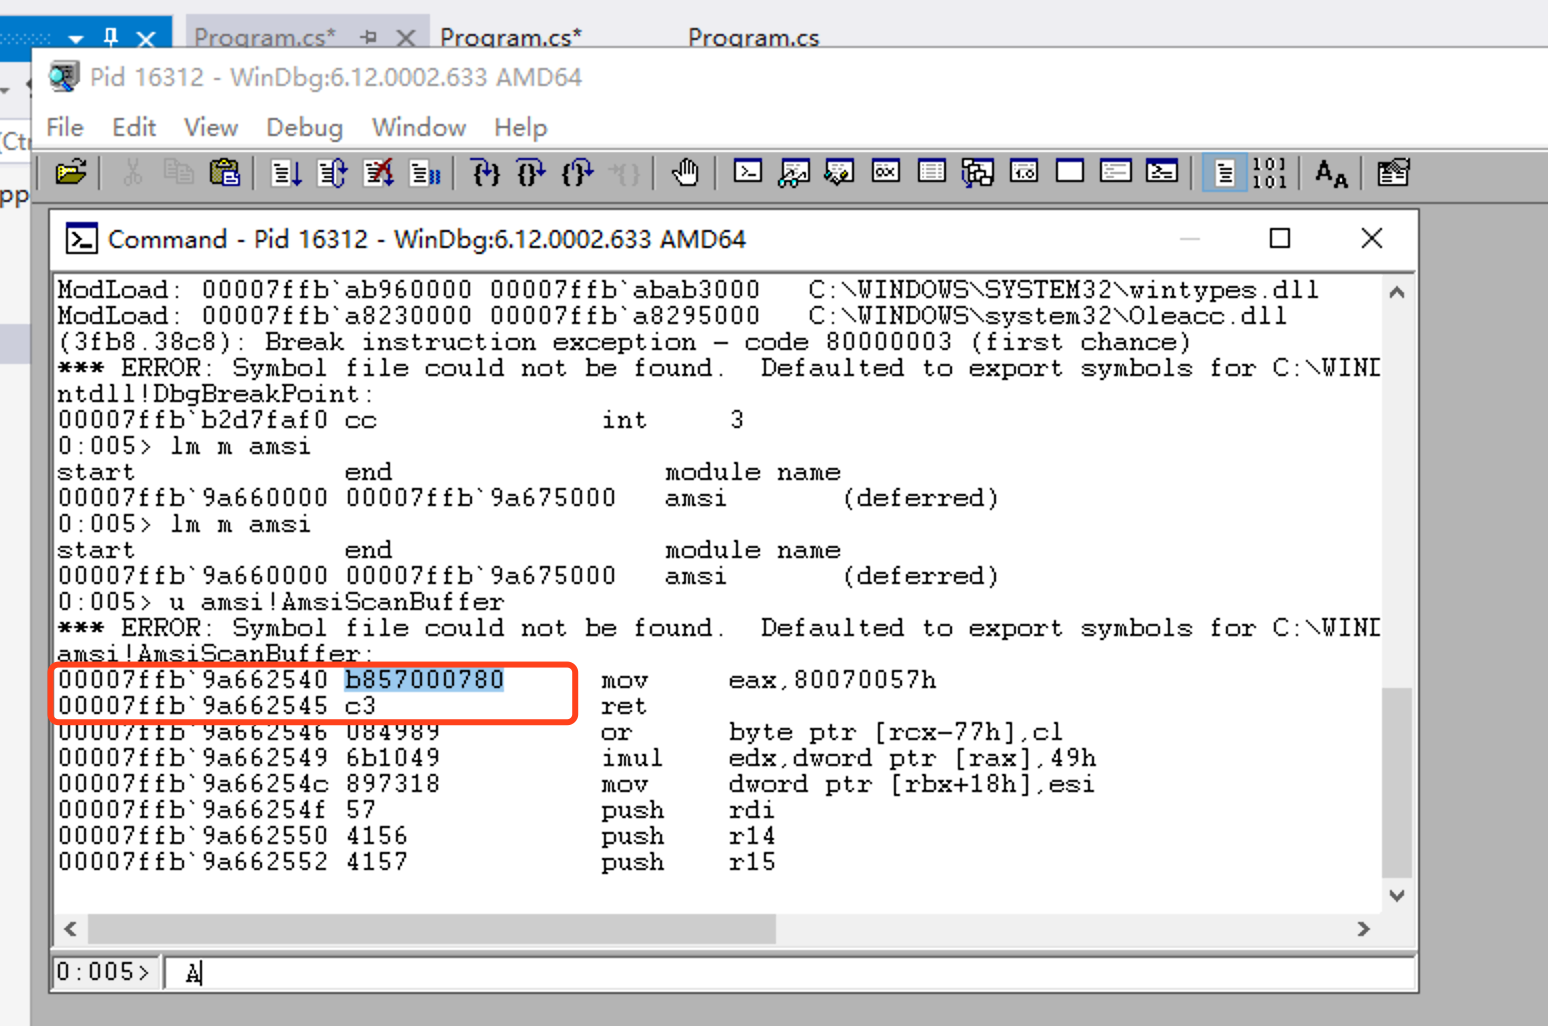 Program.cs* Program.cs* Program.cs
Pid 16312 - WinDbg:6.12.0002.633 AMD64
File Edit View Debug Window Help
(Ctr
pp
Command - Pid 16312 - WinDbg:6.12.0002.633 AMD64
ModLoad: 00007ffb`ab960000 00007ffb`abab3000   C:\WINDOWS\SYSTEM32\wintypes.dll
ModLoad: 00007ffb`a8230000 00007ffb`a8295000   C:\WINDOWS\system32\Oleacc.dll
(3fb8.38c8): Break instruction exception - code 80000003 (first chance)
*** ERROR: Symbol file could not be found.  Defaulted to export symbols for C:\WIND
ntdll!DbgBreakPoint:
00007ffb`b2d7faf0 cc              int     3
0:005> lm m amsi
start             end                 module name
00007ffb`9a660000 00007ffb`9a675000   amsi       (deferred)
0:005> lm m amsi
start             end                 module name
00007ffb`9a660000 00007ffb`9a675000   amsi       (deferred)
0:005> u amsi!AmsiScanBuffer
*** ERROR: Symbol file could not be found.  Defaulted to export symbols for C:\WIND
amsi!AmsiScanBuffer:
00007ffb`9a662540 b857000780      mov     eax,80070057h
00007ffb`9a662545 c3              ret
00007ffb`9a662546 084989          or      byte ptr [rcx-77h],cl
00007ffb`9a662549 6b1049          imul    edx,dword ptr [rax],49h
00007ffb`9a66254c 897318          mov     dword ptr [rbx+18h],esi
00007ffb`9a66254f 57              push    rdi
00007ffb`9a662550 4156            push    r14
00007ffb`9a662552 4157            push    r15
0:005> A